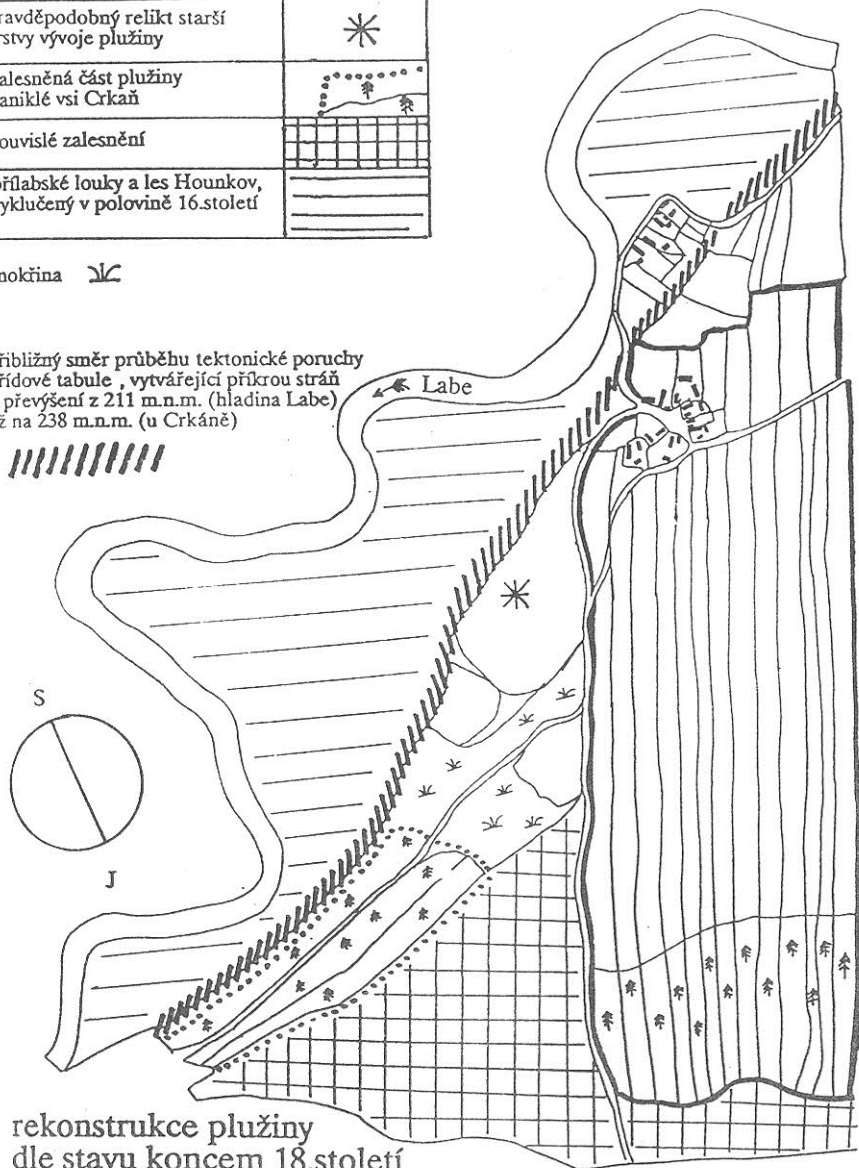 ravděpodobný relikt starší
rstvy vývoje plužiny
alesněná část plužiny
aniklé vsi Crkaň
ouvislé zalesnění
přílabské louky a les Hounkov,
yklučený v polovině 16.století
mokřina
řibližný směr průběhu tektonické poruchy
řídové tabule , vytvářející příkrou stráň
převýšení z 211 m.n.m. (hladina Labe)
ž na 238 m.n.m. (u Crkáně)
Labe
S
J
rekonstrukce plužiny
dle stavu koncem 18.století